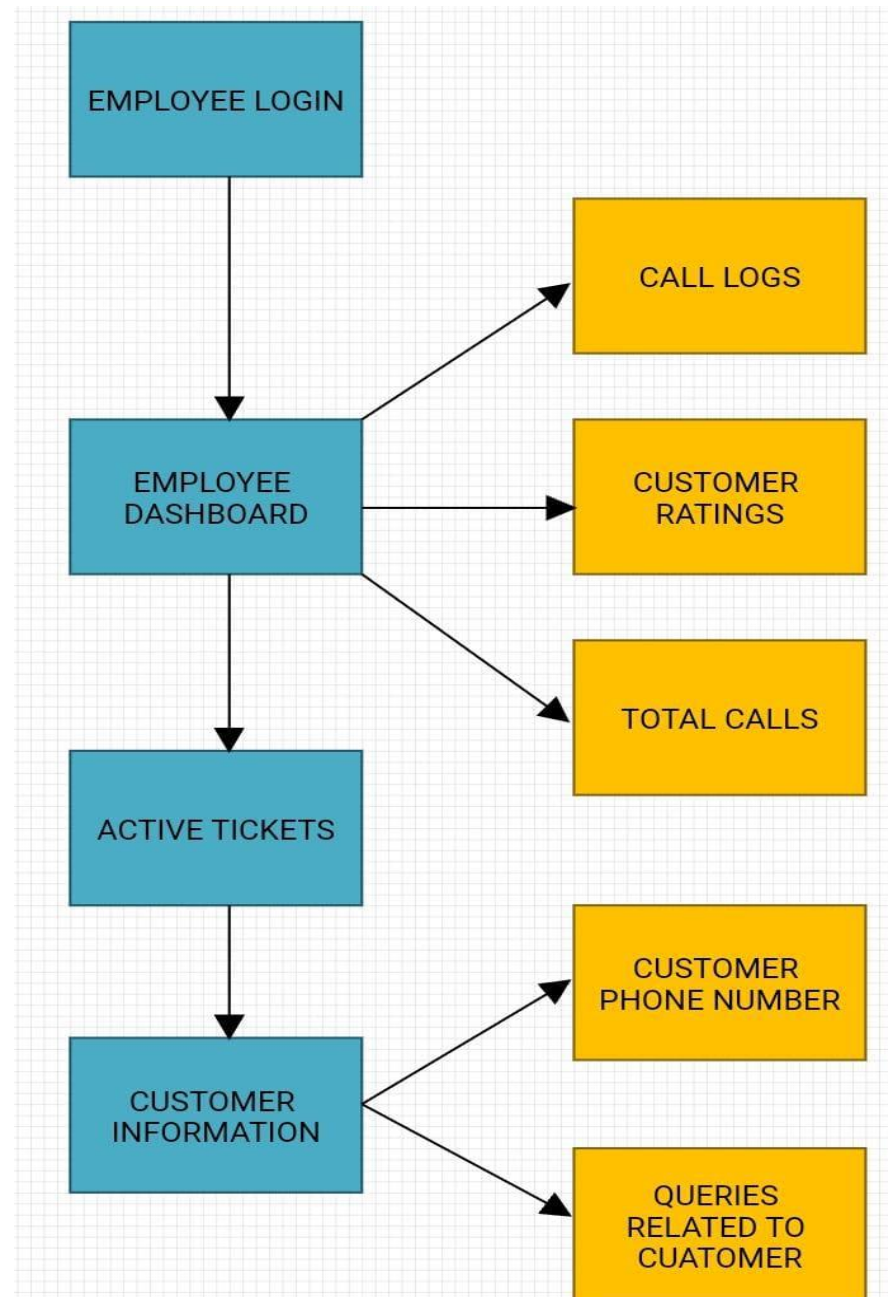 EMPLOYEE LOGIN
CALL LOGS
EMPLOYEE
DASHBOARD
CUSTOMER
RATINGS
TOTAL CALLS
ACTIVE TICKETS
CUSTOMER
PHONE NUMBER
CUSTOMER
INFORMATION
QUERIES
RELATED TO
CUATOMER